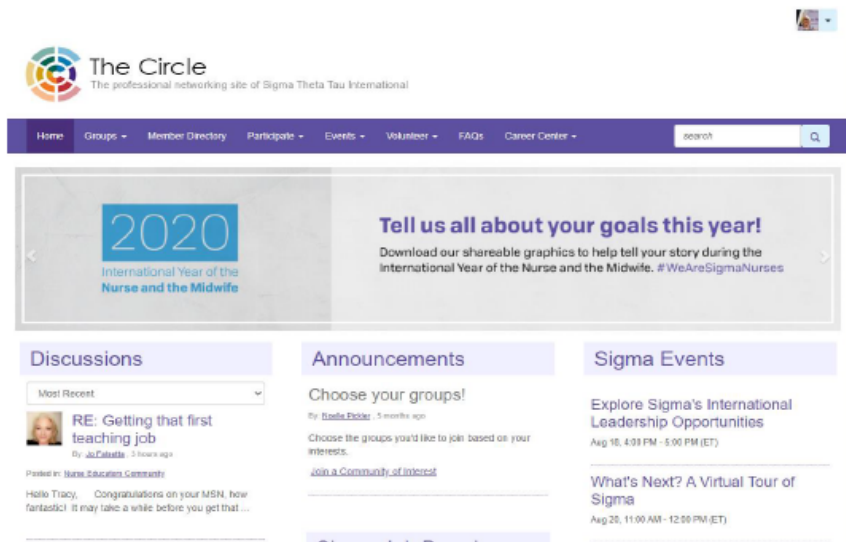 The Circle
The professional networking site of Sigma Theta Tau International
Home Groups Member Directory Participate Events Volunteer FAQs Career Center search
2020
International Year of the
Nurse and the Midwife
Tell us all about your goals this year!
Download our shareable graphics to help tell your story during the
International Year of the Nurse and the Midwife. #WeAreSigmaNurses
Discussions
Most Recent
RE: Getting that first
teaching job
By: Jo, 3 hours ago
Posted in: Nurse Education Community
Hello Tracy, Congratulations on your MSN, how
fantastic! It may take a while before you get that ...
Announcements
Choose your groups!
By: Noelle, 5 months ago
Choose the groups you'd like to join based on your
interests.
Join a Community of Interest
Sigma Events
Explore Sigma's International
Leadership Opportunities
Aug 18, 4:00 PM - 5:00 PM (ET)
What's Next? A Virtual Tour of
Sigma
Aug 20, 11:00 AM - 12:00 PM (ET)